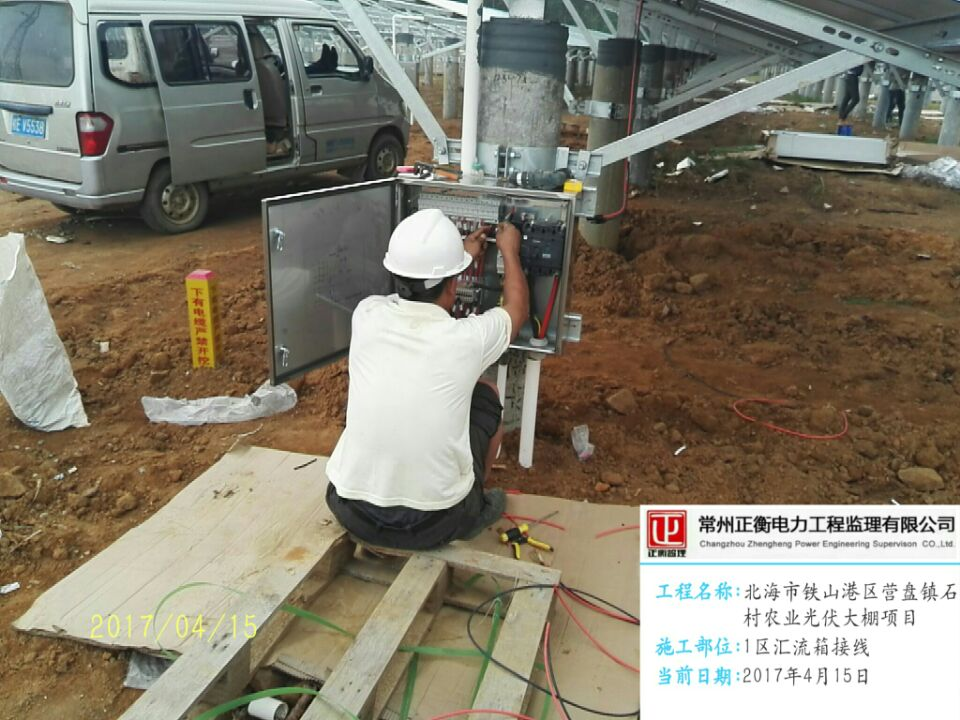 V5538
下有电缆严禁开挖
2017/04/15
常州正衡电力工程监理有限公司
Changzhou Zhengheng Power Engineering Supervison CO.,Ltd.
正衡监理
工程名称:北海市铁山港区营盘镇石
村农业光伏大棚项目
施工部位:1区汇流箱接线
当前日期:2017年4月15日